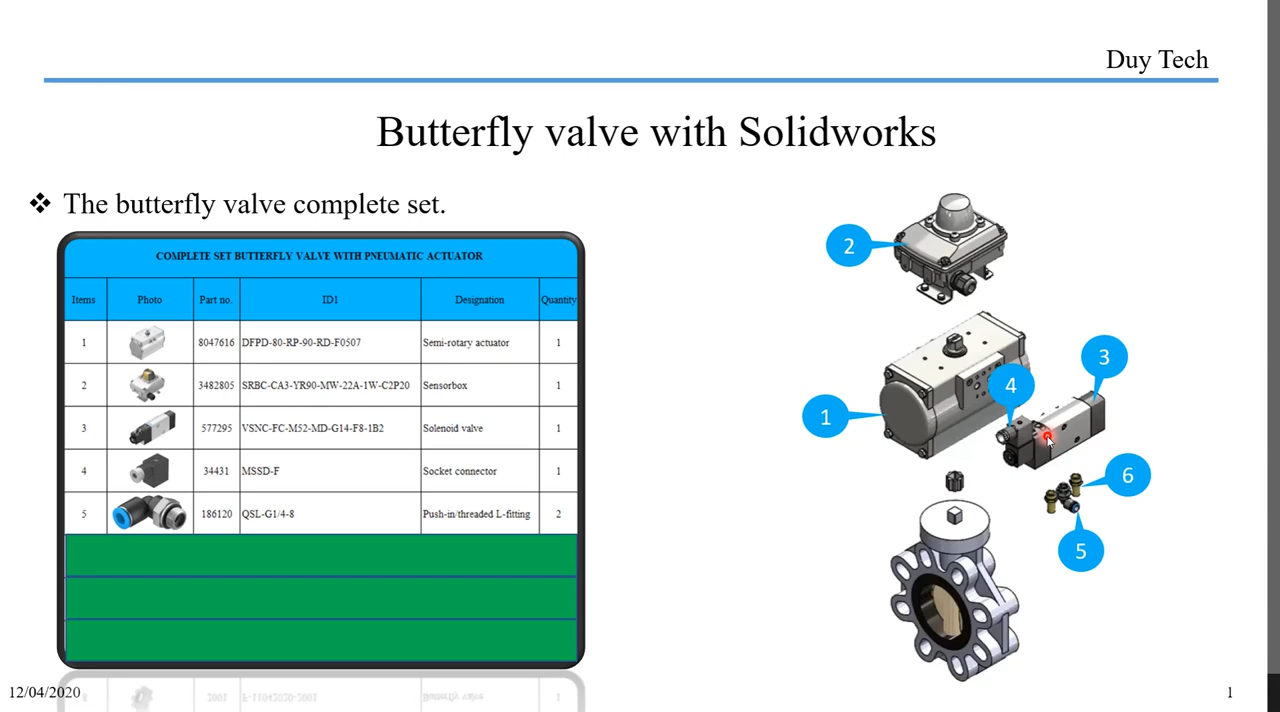 Duy Tech
Butterfly valve with Solidworks
❖ The butterfly valve complete set.
COMPLETE SET BUTTERFLY VALVE WITH PNEUMATIC ACTUATOR
Items Photo Part no. ID1 Designation Quantity
1 8047616 DFPD-80-RP-90-RD-F0507 Semi-rotary actuator 1
2 3482805 SRBC-CA3-YR90-MW-22A-1W-C2P20 Sensorbox 1
3 577295 VSNC-FC-M52-MD-G14-F8-1B2 Solenoid valve 1
4 34431 MSSD-F Socket connector 1
5 186120 QSL-G1/4-8 Push-in/threaded L-fitting 2
2
3
4
1
6
5
12/04/2020
1